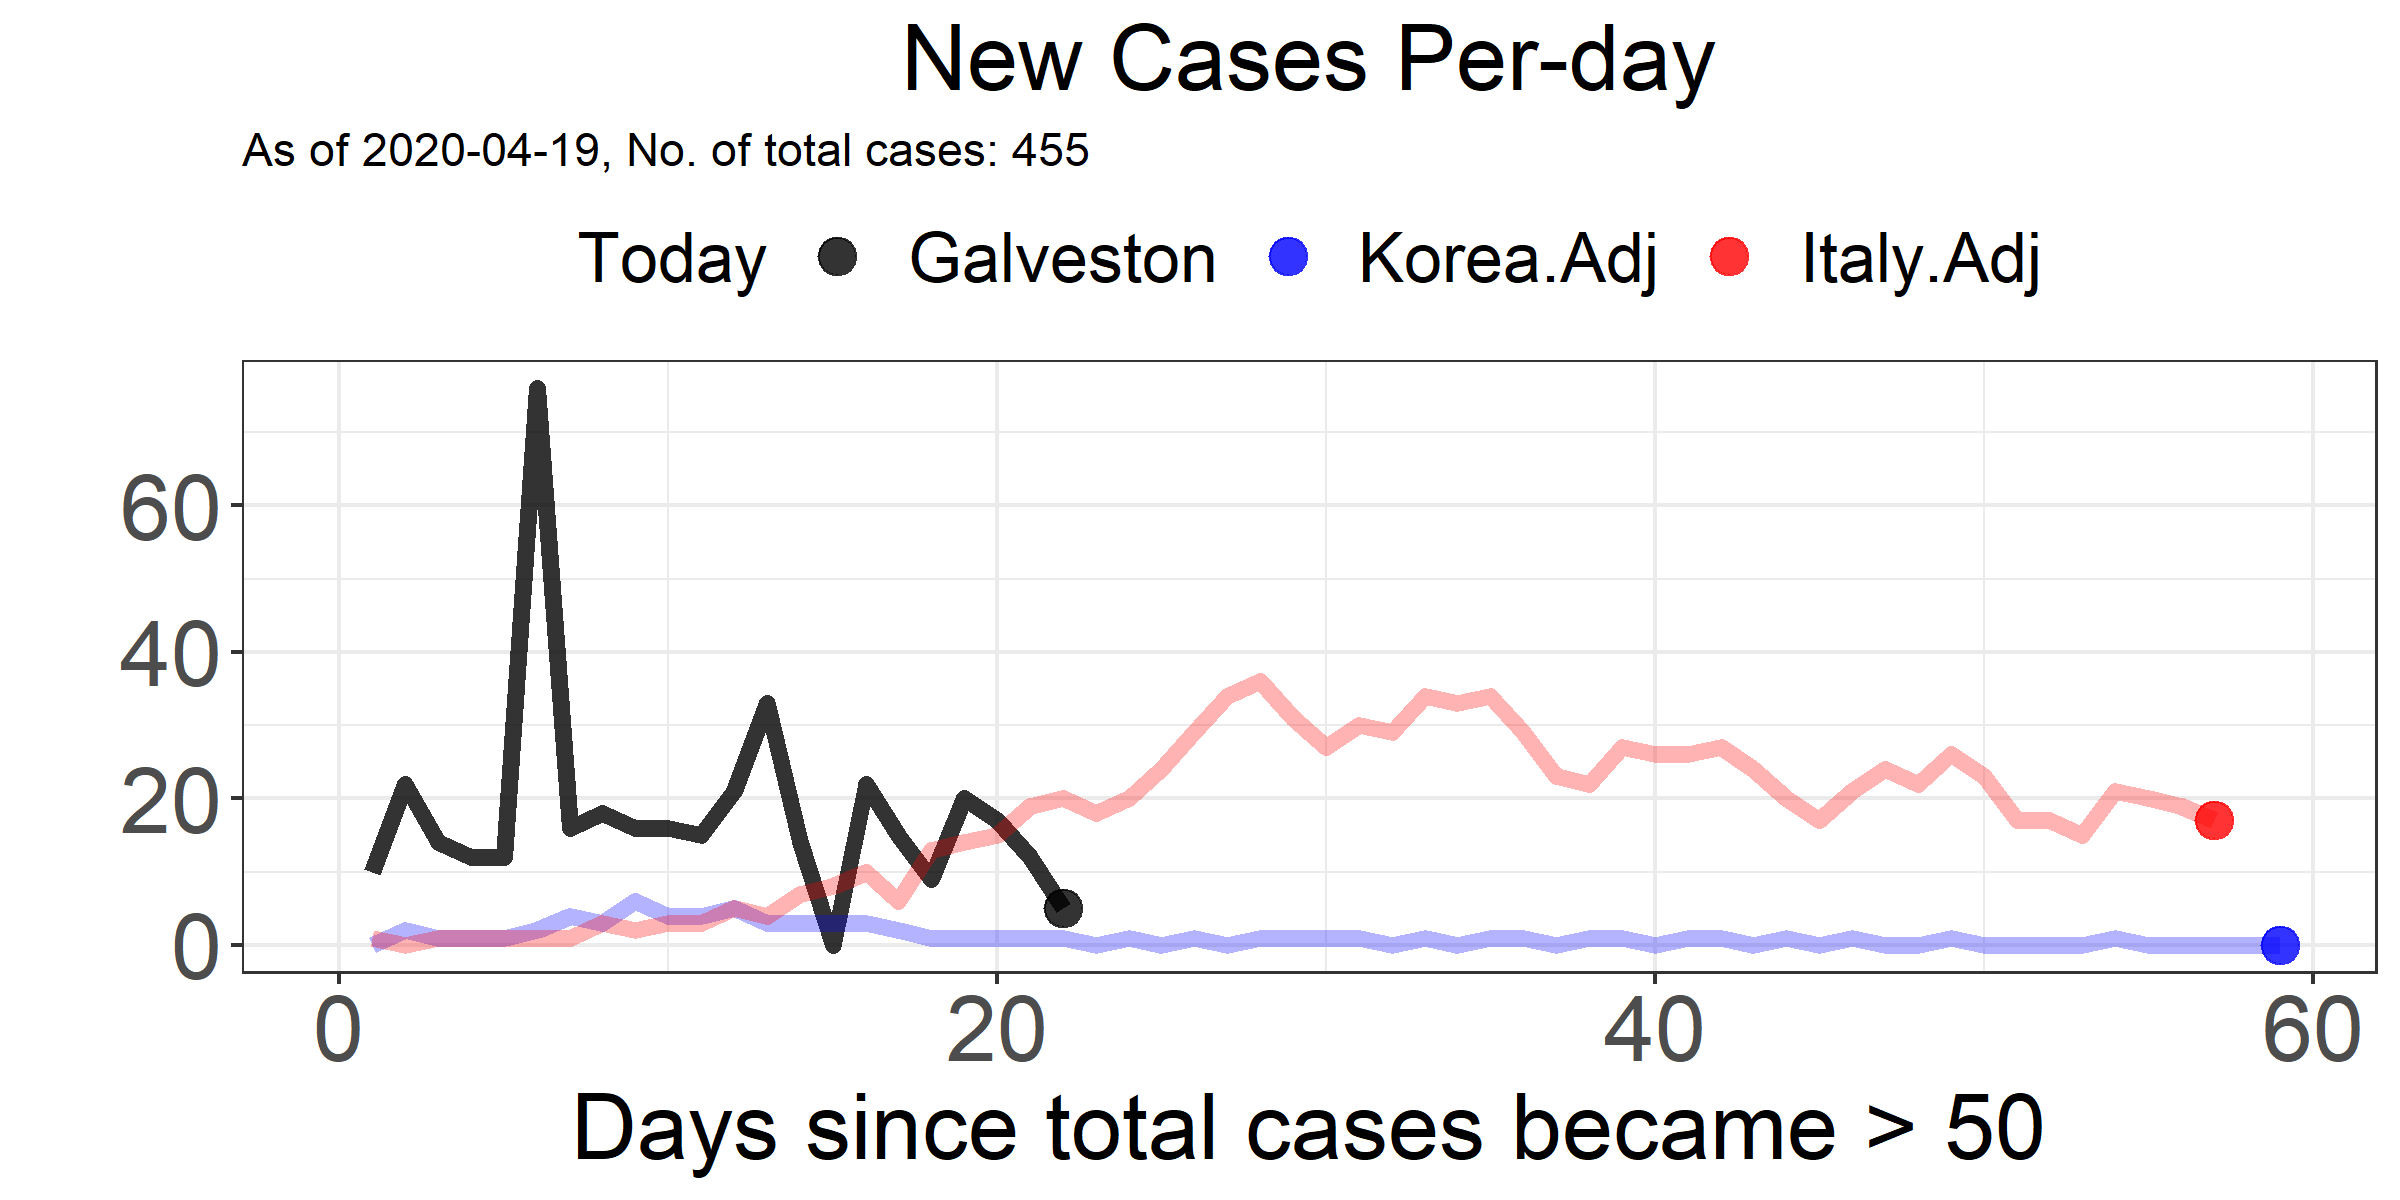 New Cases Per-day
As of 2020-04-19, No. of total cases: 455
Today Galveston Korea.Adj Italy.Adj
60
40
20
0
0 20 40 60
Days since total cases became > 50